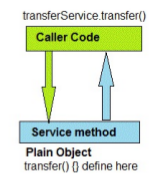 transferService.transfer()
Caller Code
Service method
Plain Object
transfer() {} define here